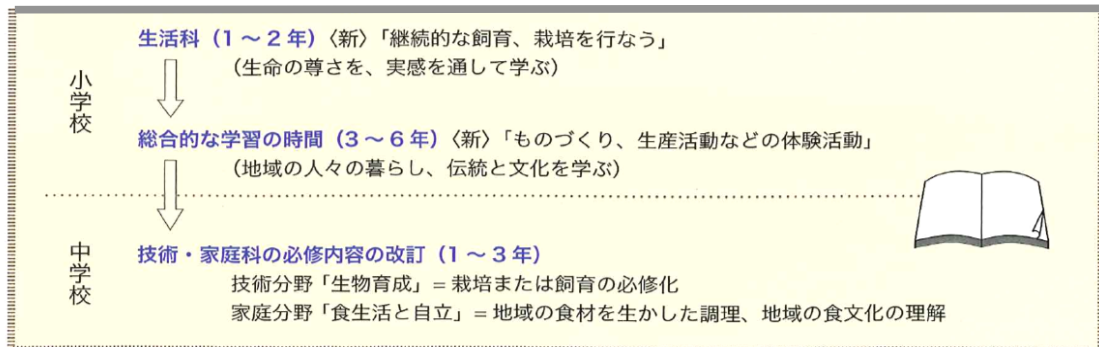 小学校
生活科（1～2年）〈新〉「継続的な飼育、栽培を行なう」
（生命の尊さを、実感を通して学ぶ）
総合的な学習の時間（3～6年）〈新〉「ものづくり、生産活動などの体験活動」
（地域の人々の暮らし、伝統と文化を学ぶ）
中学校
技術・家庭科の必修内容の改訂（1～3年）
技術分野「生物育成」＝栽培または飼育の必修化
家庭分野「食生活と自立」＝地域の食材を生かした調理、地域の食文化の理解